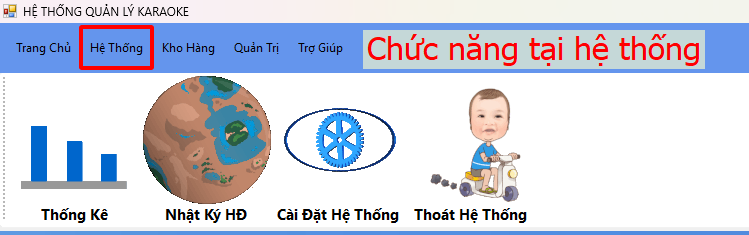 HỆ THỐNG QUẢN LÝ KARAOKE
Trang Chủ Hệ Thống Kho Hàng Quản Trị Trợ Giúp Chức năng tại hệ thống
Thống Kê Nhật Ký HĐ Cài Đặt Hệ Thống Thoát Hệ Thống